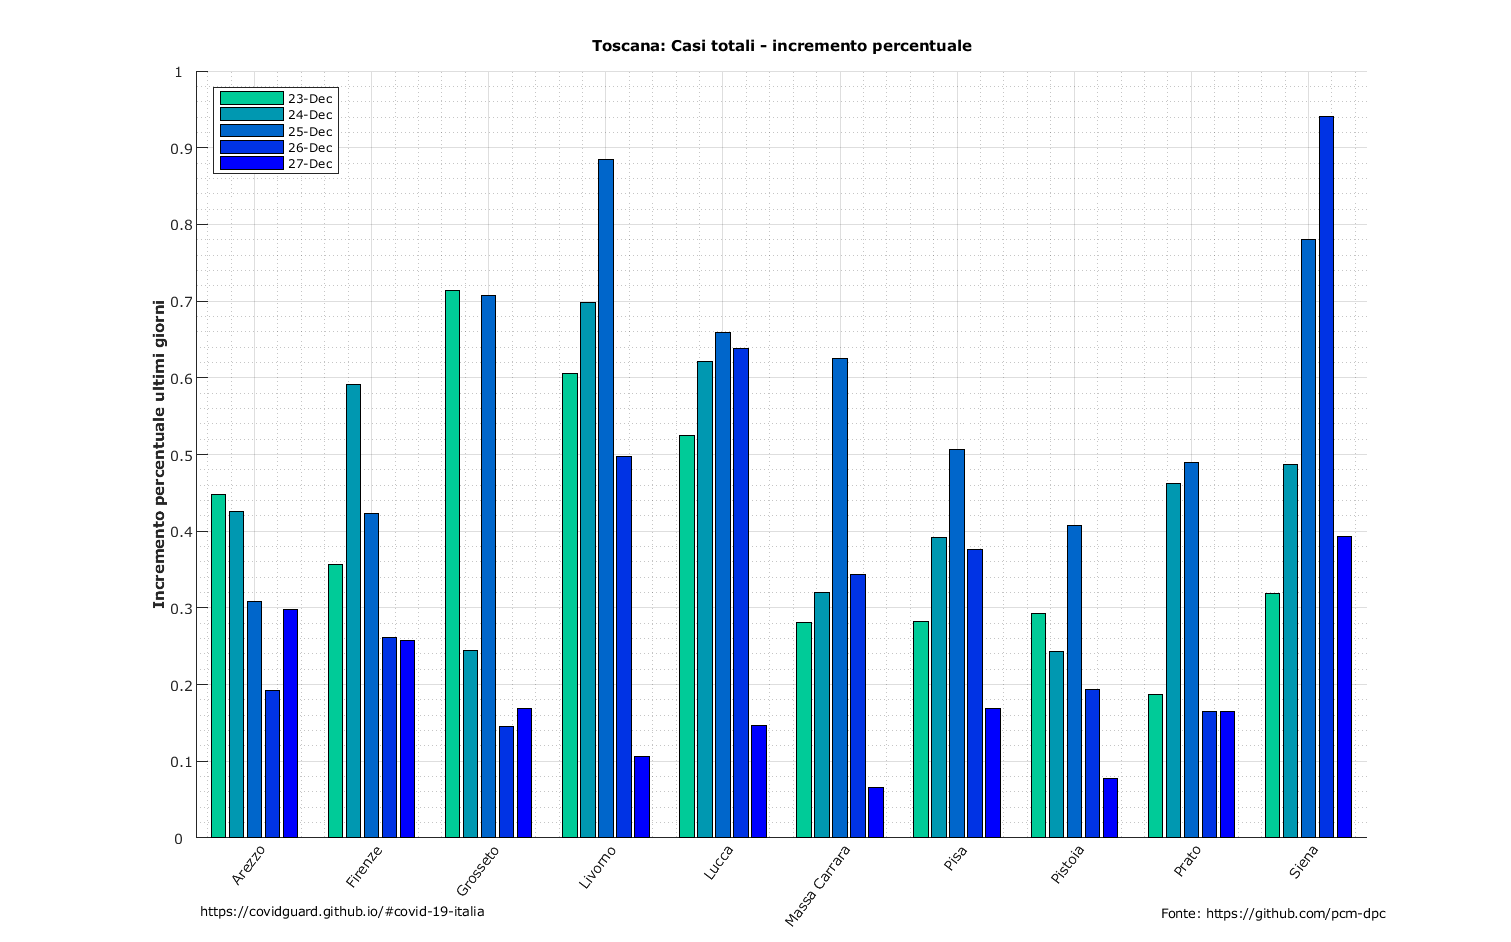 Toscana: Casi totali - incremento percentuale
Incremento percentuale ultimi giorni
1
0.9
0.8
0.7
0.6
0.5
0.4
0.3
0.2
0.1
0
23-Dec
24-Dec
25-Dec
26-Dec
27-Dec
Arezzo
Firenze
Grosseto
Livorno
Lucca
Massa Carrara
Pisa
Pistoia
Prato
Siena
https://covidguard.github.io/#covid-19-italia
Fonte: https://github.com/pcm-dpc